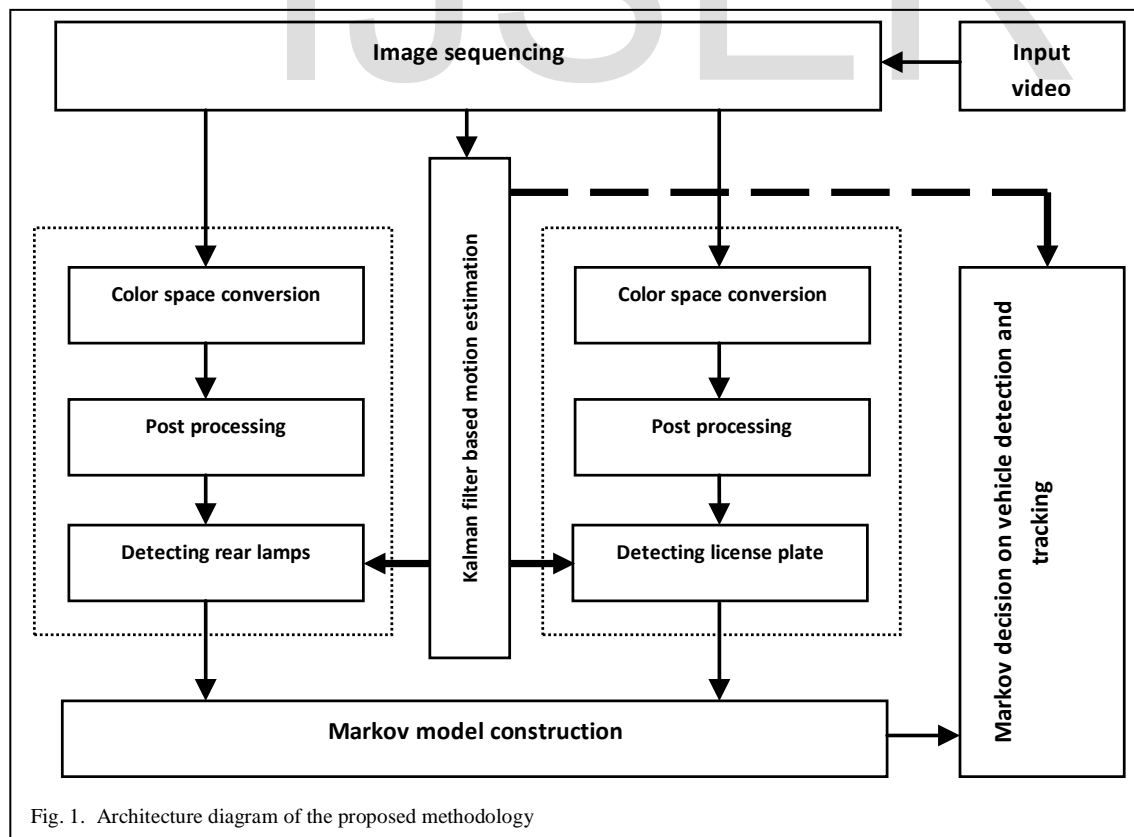 IJSER
Image sequencing
Input
video
Kalman filter based motion estimation
Color space conversion
Post processing
Detecting rear lamps
Color space conversion
Post processing
Detecting license plate
Markov decision on vehicle detection and
tracking
Markov model construction
Fig. 1. Architecture diagram of the proposed methodology